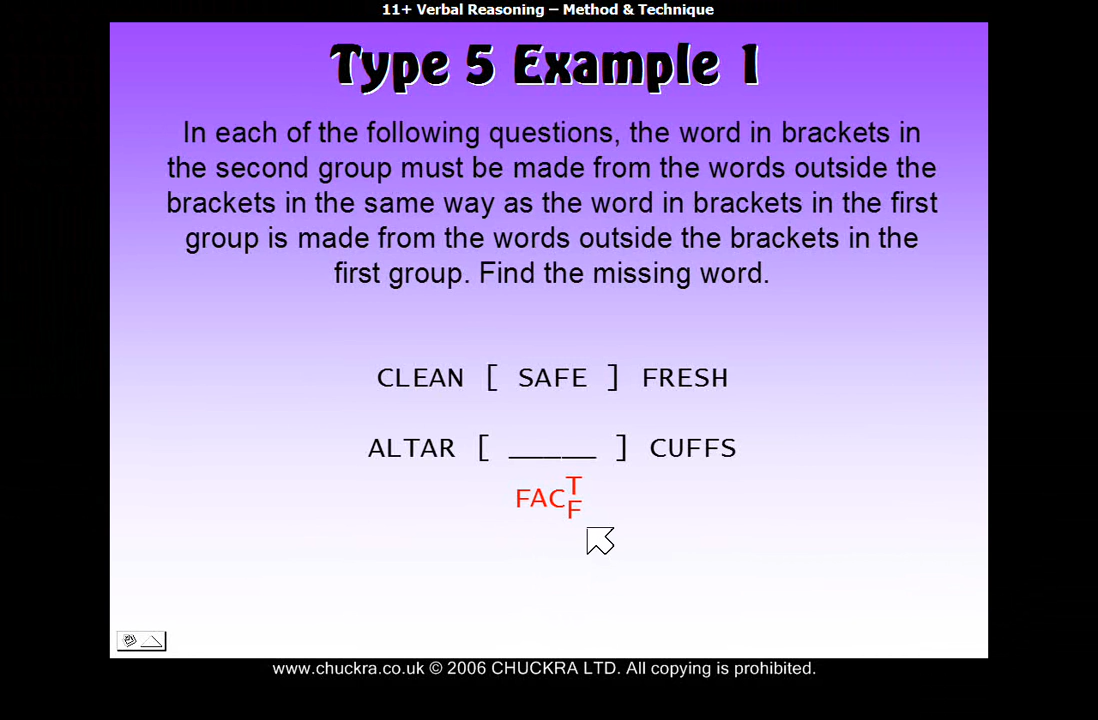 11+ Verbal Reasoning – Method & Technique
Type 5 Example 1
In each of the following questions, the word in brackets in
the second group must be made from the words outside the
brackets in the same way as the word in brackets in the first
group is made from the words outside the brackets in the
first group. Find the missing word.
CLEAN [ SAFE ] FRESH
ALTAR [ _____ ] CUFFS
FACT
F
www.chuckra.co.uk © 2006 CHUCKRA LTD. All copying is prohibited.